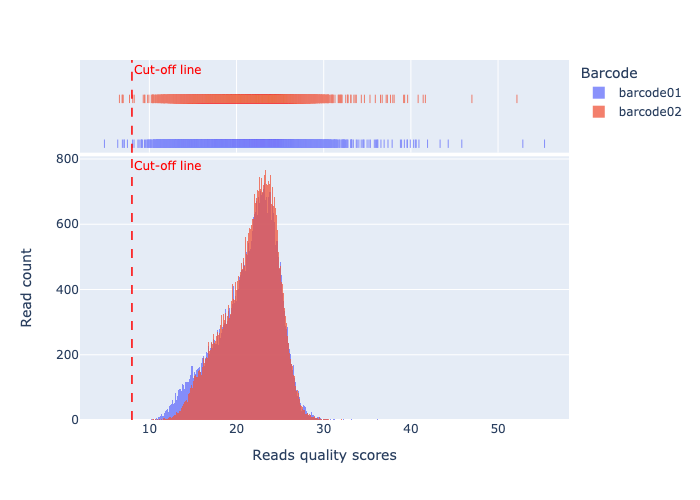 Cut-off line
Barcode
barcode01
barcode02
Cut-off line
800
600
400
200
0
Read count
10 20 30 40 50
Reads quality scores